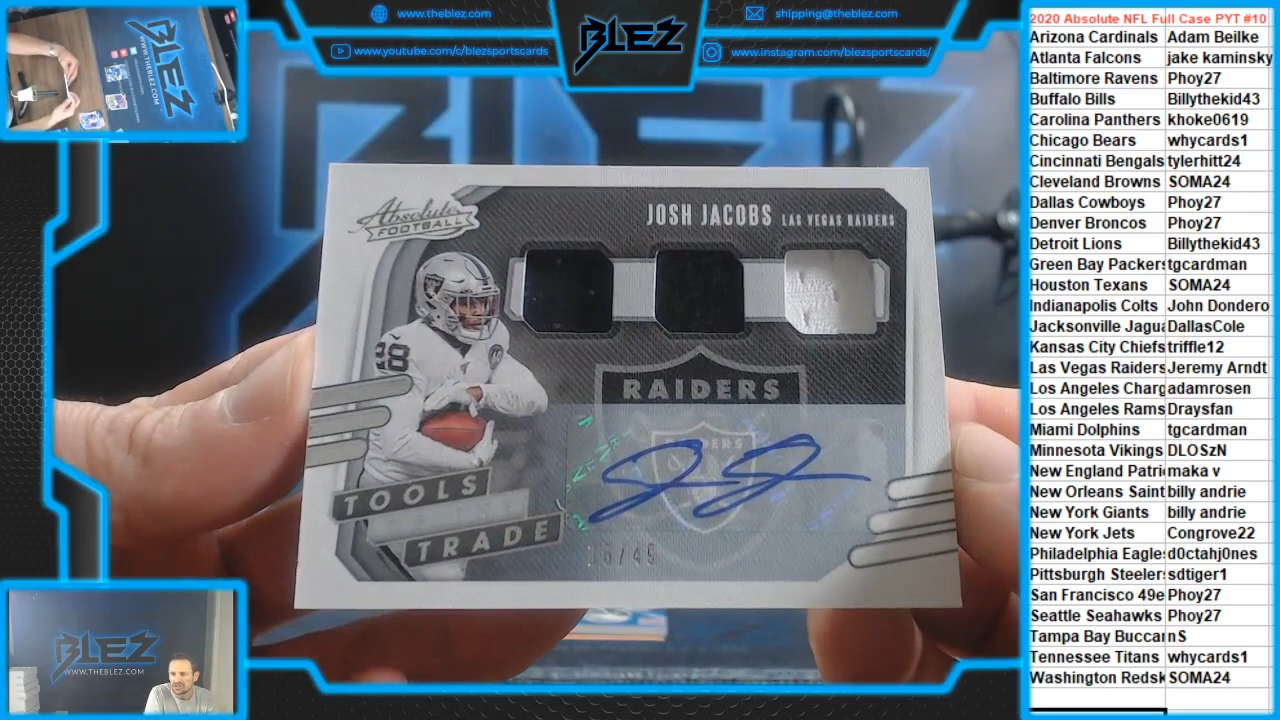 BLEZ
WWW.THEBLEZ.COM
www.theblez.com
shipping@theblez.com
www.youtube.com/c/blezsportscards
BLEZ
www.instagram.com/blezsportscards/
Absolute
FOOTBALL
JOSH JACOBS LAS VEGAS RAIDERS
28
RAIDERS
TOOLS
TRADE
/49
BLEZ
WWW.THEBLEZ.COM
2020 Absolute NFL Full Case PYT #10
Arizona Cardinals Adam Beilke
Atlanta Falcons jake kaminsky
Baltimore Ravens Phoy27
Buffalo Bills Billythekid43
Carolina Panthers khoke0619
Chicago Bears whycards1
Cincinnati Bengals tylerhitt24
Cleveland Browns SOMA24
Dallas Cowboys Phoy27
Denver Broncos Phoy27
Detroit Lions Billythekid43
Green Bay Packers tgcardman
Houston Texans SOMA24
Indianapolis Colts John Dondero
Jacksonville Jagua DallasCole
Kansas City Chiefs triffle12
Las Vegas Raiders Jeremy Arndt
Los Angeles Charg adamrosen
Los Angeles Rams Draysfan
Miami Dolphins tgcardman
Minnesota Vikings DLOSzN
New England Patri maka v
New Orleans Saint billy andrie
New York Giants billy andrie
New York Jets Congrove22
Philadelphia Eagles d0ctahj0nes
Pittsburgh Steelers sdtiger1
San Francisco 49e Phoy27
Seattle Seahawks Phoy27
Tampa Bay Buccan nS
Tennessee Titans whycards1
Washington Redsk SOMA24